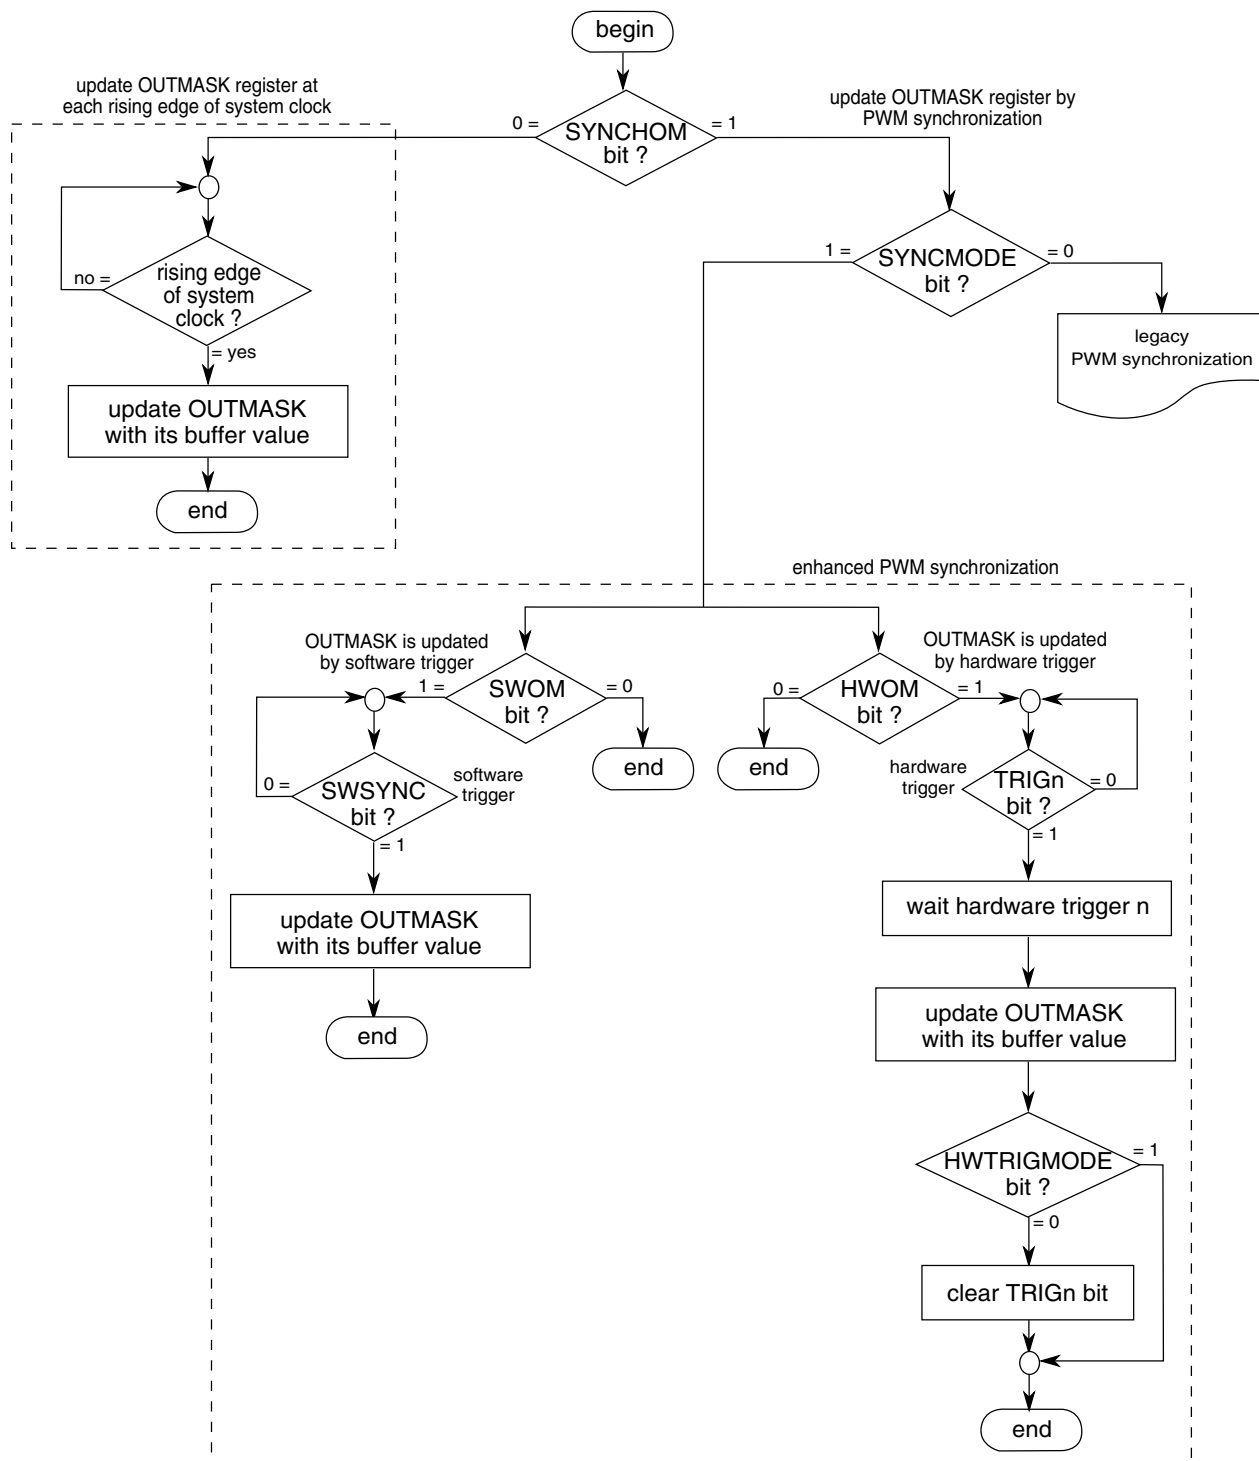 begin
update OUTMASK register at
each rising edge of system clock
update OUTMASK register by
PWM synchronization
0 =
SYNCHOM
bit ?
= 1
1 =
SYNCMODE
bit ?
= 0
no =
rising edge
of system
clock ?
= yes
legacy
PWM synchronization
update OUTMASK
with its buffer value
end
enhanced PWM synchronization
OUTMASK is updated
by software trigger
1 =
SWOM
bit ?
= 0
end
OUTMASK is updated
by hardware trigger
0 =
HWOM
bit ?
= 1
end
0 =
SWSYNC
bit ?
software
trigger
= 1
hardware
trigger
TRIGn
bit ?
= 0
= 1
update OUTMASK
with its buffer value
end
wait hardware trigger n
update OUTMASK
with its buffer value
HWTRIGMODE
bit ?
= 1
= 0
clear TRIGn bit
end